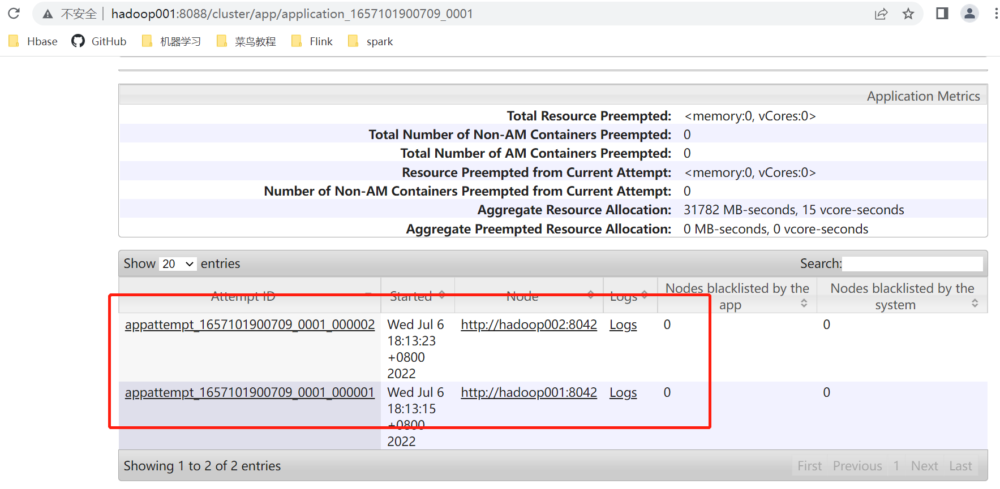 不安全 hadoop001:8088/cluster/app/application_1657101900709_0001
Hbase GitHub 机器学习 菜鸟教程 Flink spark
Application Metrics
Total Resource Preempted: <memory:0, vCores:0>
Total Number of Non-AM Containers Preempted: 0
Total Number of AM Containers Preempted: 0
Resource Preempted from Current Attempt: <memory:0, vCores:0>
Number of Non-AM Containers Preempted from Current Attempt: 0
Aggregate Resource Allocation: 31782 MB-seconds, 15 vcore-seconds
Aggregate Preempted Resource Allocation: 0 MB-seconds, 0 vcore-seconds
Show 20 entries Search:
Attempt ID Started Node Logs Nodes blacklisted by the Nodes blacklisted by the
app system
appattempt_1657101900709_0001_000002 Wed Jul 6 http://hadoop002:8042 Logs 0 0
18:13:23
+0800
2022
appattempt_1657101900709_0001_000001 Wed Jul 6 http://hadoop001:8042 Logs 0 0
18:13:15
+0800
2022
Showing 1 to 2 of 2 entries First Previous 1 Next Last